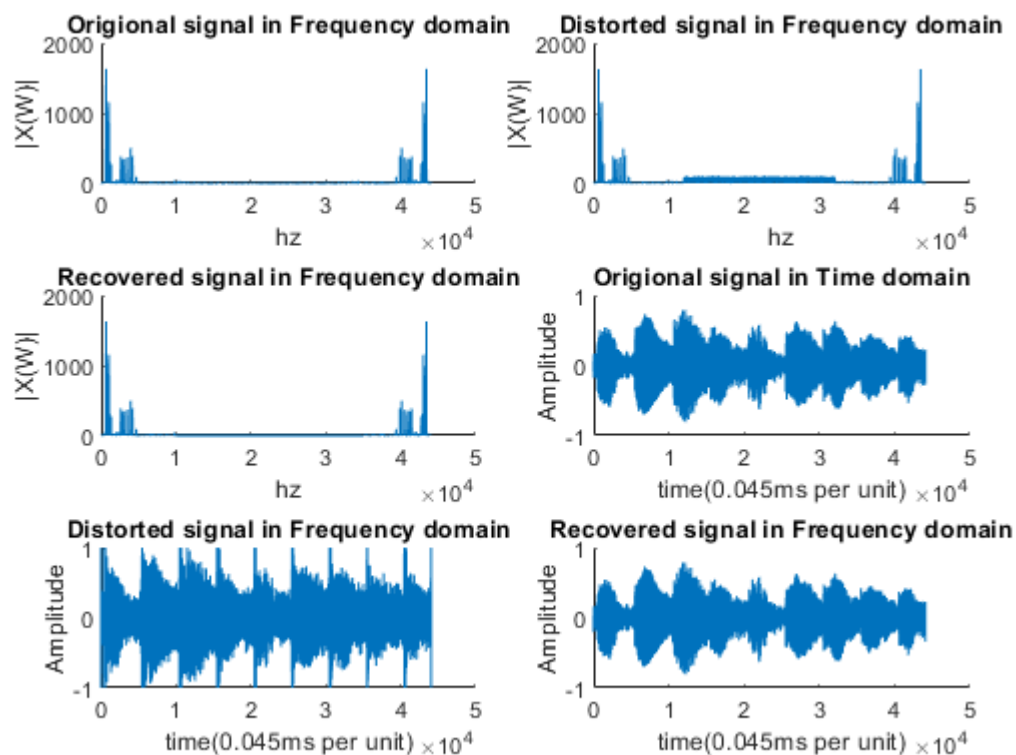 Origional signal in Frequency domain
2000
1000
0
|X(W)|
0 1 2 3 4 5
hz ×10^4
Distorted signal in Frequency domain
2000
1000
0
|X(W)|
0 1 2 3 4 5
hz ×10^4
Recovered signal in Frequency domain
2000
1000
0
|X(W)|
0 1 2 3 4 5
hz ×10^4
Origional signal in Time domain
1
0
-1
Amplitude
0 1 2 3 4 5
time(0.045ms per unit) ×10^4
Distorted signal in Frequency domain
1
0
-1
Amplitude
0 1 2 3 4 5
time(0.045ms per unit) ×10^4
Recovered signal in Frequency domain
1
0
-1
Amplitude
0 1 2 3 4 5
time(0.045ms per unit) ×10^4